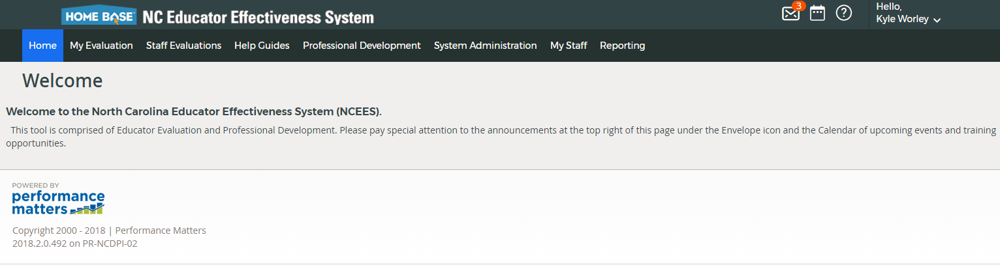 HOME BASE NC Educator Effectiveness System
3
Hello,
Kyle Worley
Home My Evaluation Staff Evaluations Help Guides Professional Development System Administration My Staff Reporting
Welcome
Welcome to the North Carolina Educator Effectiveness System (NCEES).
This tool is comprised of Educator Evaluation and Professional Development. Please pay special attention to the announcements at the top right of this page under the Envelope icon and the Calendar of upcoming events and training
opportunities.
POWERED BY
performance
matters
Copyright 2000 - 2018 | Performance Matters
2018.2.0.492 on PR-NCDPI-02